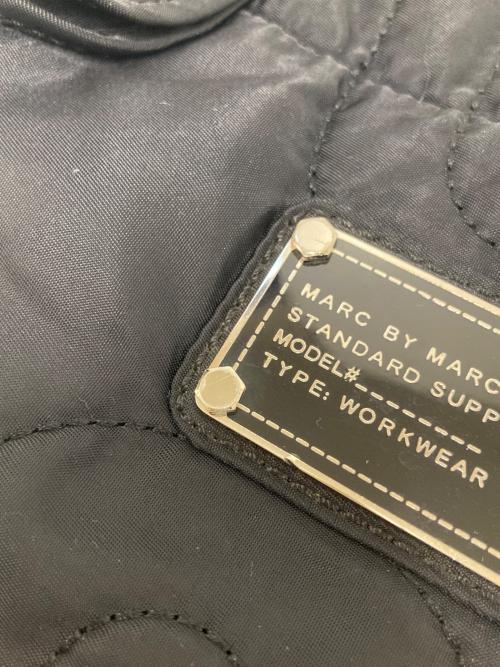 MARC BY MARC
STANDARD SUPP
MODEL#---------
TYPE: WORKWEAR